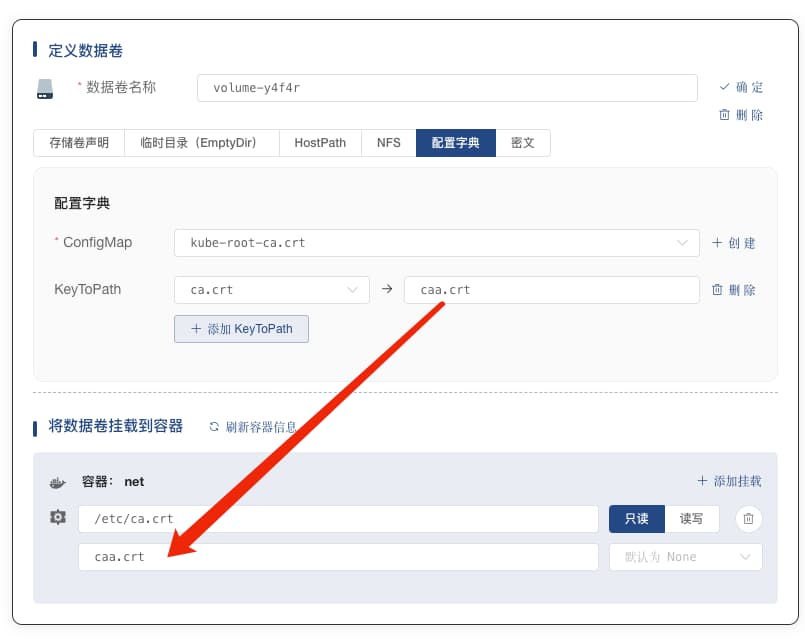 定义数据卷
* 数据卷名称 volume-y4f4r 确 定
删 除
存储卷声明 临时目录（EmptyDir） HostPath NFS 配置字典 密文
配置字典
* ConfigMap kube-root-ca.crt + 创 建
KeyToPath ca.crt → caa.crt 删 除
+ 添加 KeyToPath
将数据卷挂载到容器 刷新容器信息
容器： net + 添加挂载
/etc/ca.crt 只读 读写
caa.crt 默认为 None